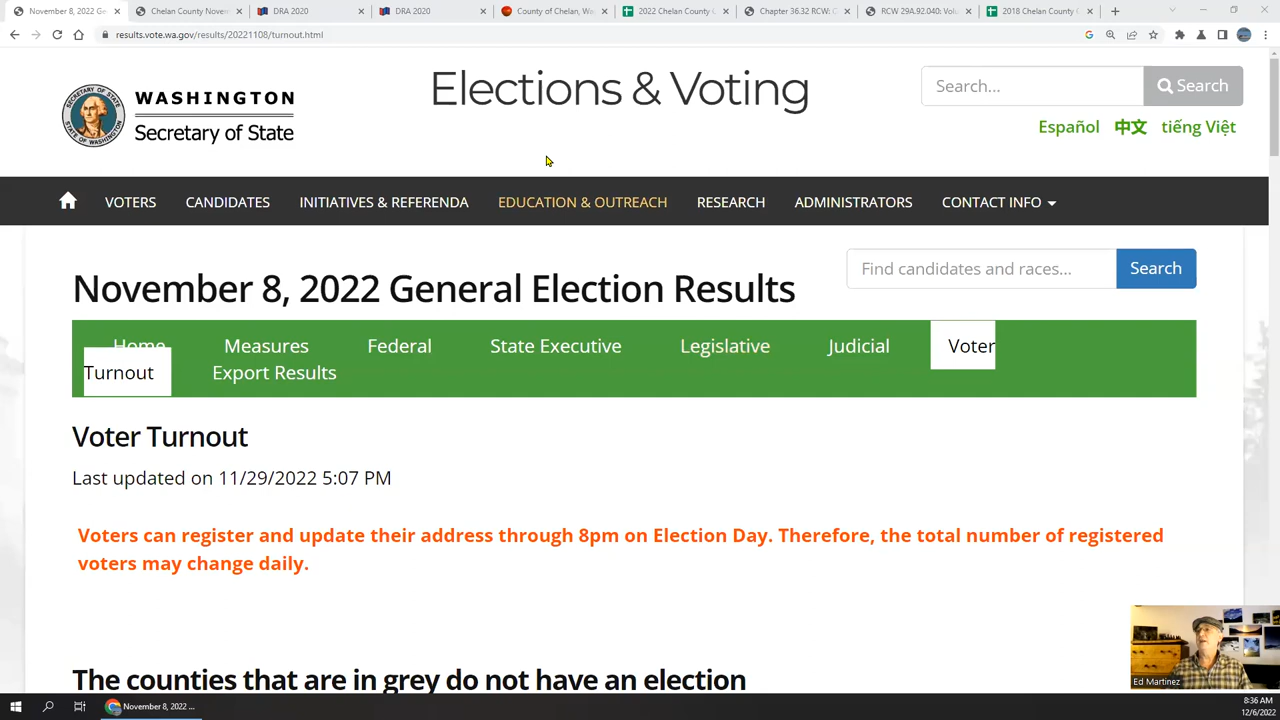 November 8, 2022 Ge
Chelan County Novem
DRA 2020
DRA 2020
County of Chelan, Wa
2022 Chelan County
Chapter 36.32 RCW: C
RCW 29A.92.040: Volu
2018 Chelan County
results.vote.wa.gov/results/20221108/turnout.html
WASHINGTON
Secretary of State
Elections & Voting
Search...
Search
Español 中文 tiếng Việt
VOTERS CANDIDATES INITIATIVES & REFERENDA EDUCATION & OUTREACH RESEARCH ADMINISTRATORS CONTACT INFO
November 8, 2022 General Election Results
Find candidates and races...
Search
Home Measures Federal State Executive Legislative Judicial Voter
Turnout Export Results
Voter Turnout
Last updated on 11/29/2022 5:07 PM
Voters can register and update their address through 8pm on Election Day. Therefore, the total number of registered
voters may change daily.
The counties that are in grey do not have an election
Ed Martinez
November 8, 2022 ...
8:36 AM
12/6/2022